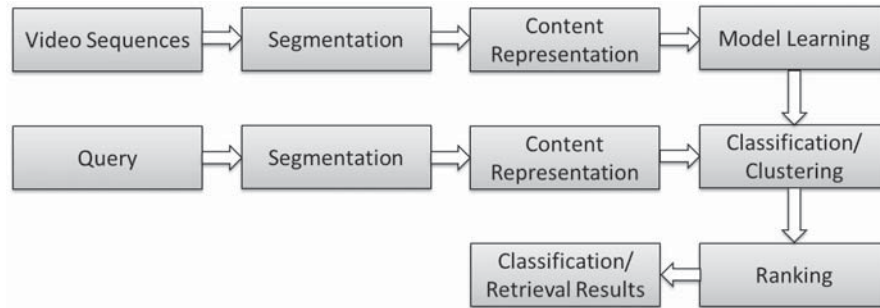 Video Sequences
Segmentation
Content
Representation
Model Learning
Query
Segmentation
Content
Representation
Classification/
Clustering
Classification/
Retrieval Results
Ranking